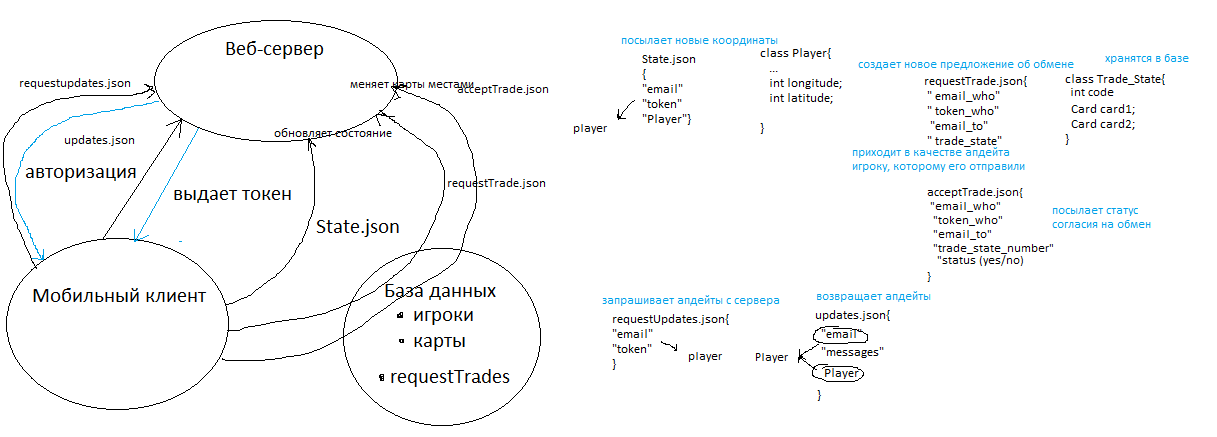 Веб-сервер
requestupdates.json
меняет карты местами
acceptTrade.json
обновляет состояние
updates.json
авторизация
выдает токен
requestTrade.json
State.json
Мобильный клиент
База данных
игроки
карты
requestTrades
посылает новые координаты
State.json
{
"email"
"token"
"Player"}
player
class Player{
...
int longitude;
int latitude;
}
создает новое предложение об обмене
requestTrade.json{
" email_who"
" token_who"
"email_to"
" trade_state"
хранятся в базе
class Trade_State{
int code
Card card1;
Card card2;
}
приходит в качестве апдейта
игроку, которому его отправили
acceptTrade.json{
"email_who"
"token_who"
"email_to"
"trade_state_number"
"status (yes/no)
}
посылает статус
согласия на обмен
запрашивает апдейты с сервера
requestUpdates.json{
"email"
"token"
}
player
возвращает апдейты
updates.json{
"email"
"messages"
Player
}
Player